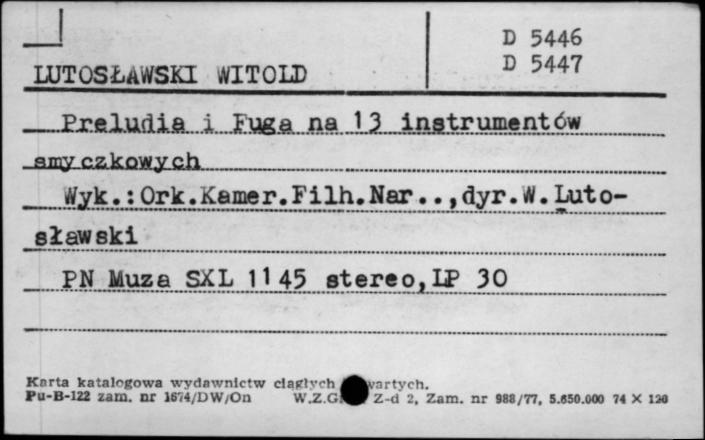 D 5446
D 5447
LUTOSŁAWSKI WITOLD
Preludia i Fuga na 13 instrumentów
smyczkowych
Wyk.:Ork.Kamer.Filh.Nar..,dyr.W.Luto-
sławski
PN Muza SXL 1145 stereo,LP 30
Karta katalogowa wydawnictw ciągłych
Pu-B-122 zam. nr 1674/DW/On W.Z.G. Z-d 2, Zam. nr 988/77, 5.650.000 74 X 120